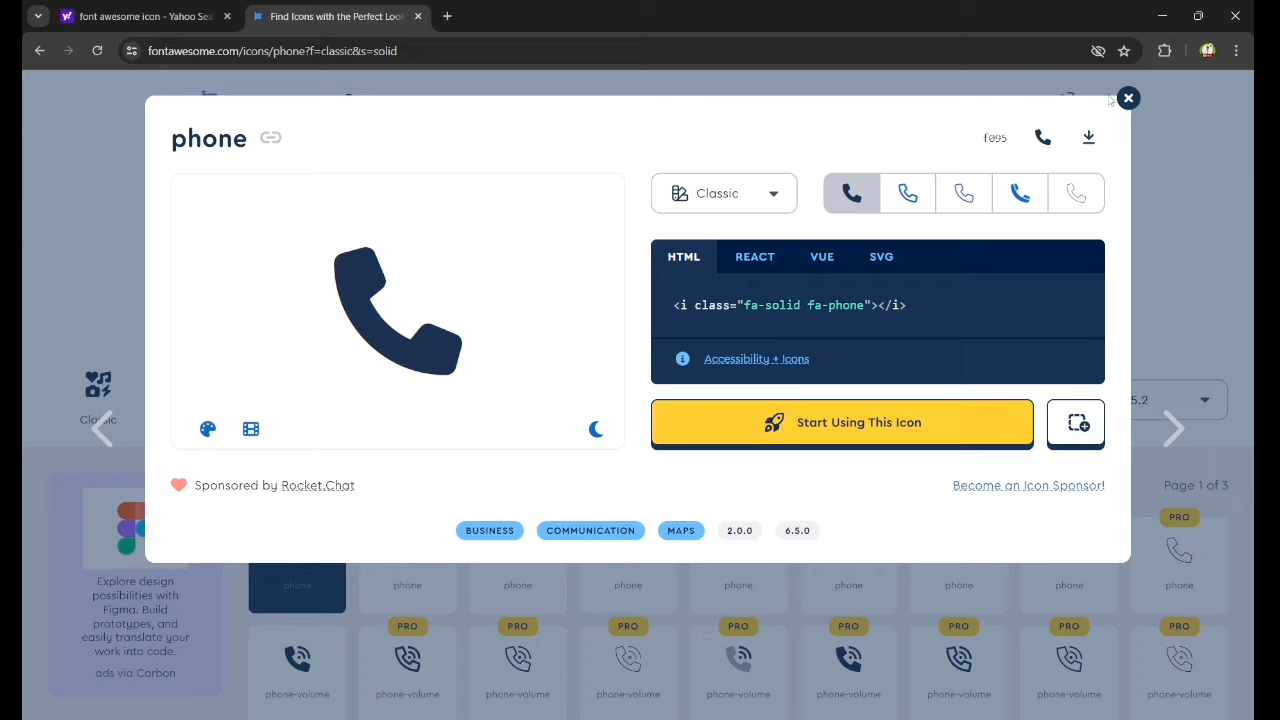 font awesome icon - Yahoo Sea
Find Icons with the Perfect Look
fontawesome.com/icons/phone?f=classic&s=solid
phone
f095
Classic
HTML
REACT
VUE
SVG
<i class="fa-solid fa-phone"></i>
Accessibility + Icons
Start Using This Icon
Sponsored by Rocket.Chat
Become an Icon Sponsor!
BUSINESS
COMMUNICATION
MAPS
2.0.0
6.5.0
Classic
5.2
Page 1 of 3
Explore design
possibilities with
Figma. Build
prototypes, and
easily translate your
work into code.
ads via Carbon
PRO
phone
phone
phone
phone
phone
phone
phone
phone
phone
PRO
PRO
PRO
PRO
PRO
PRO
PRO
PRO
phone-volume
phone-volume
phone-volume
phone-volume
phone-volume
phone-volume
phone-volume
phone-volume
phone-volume